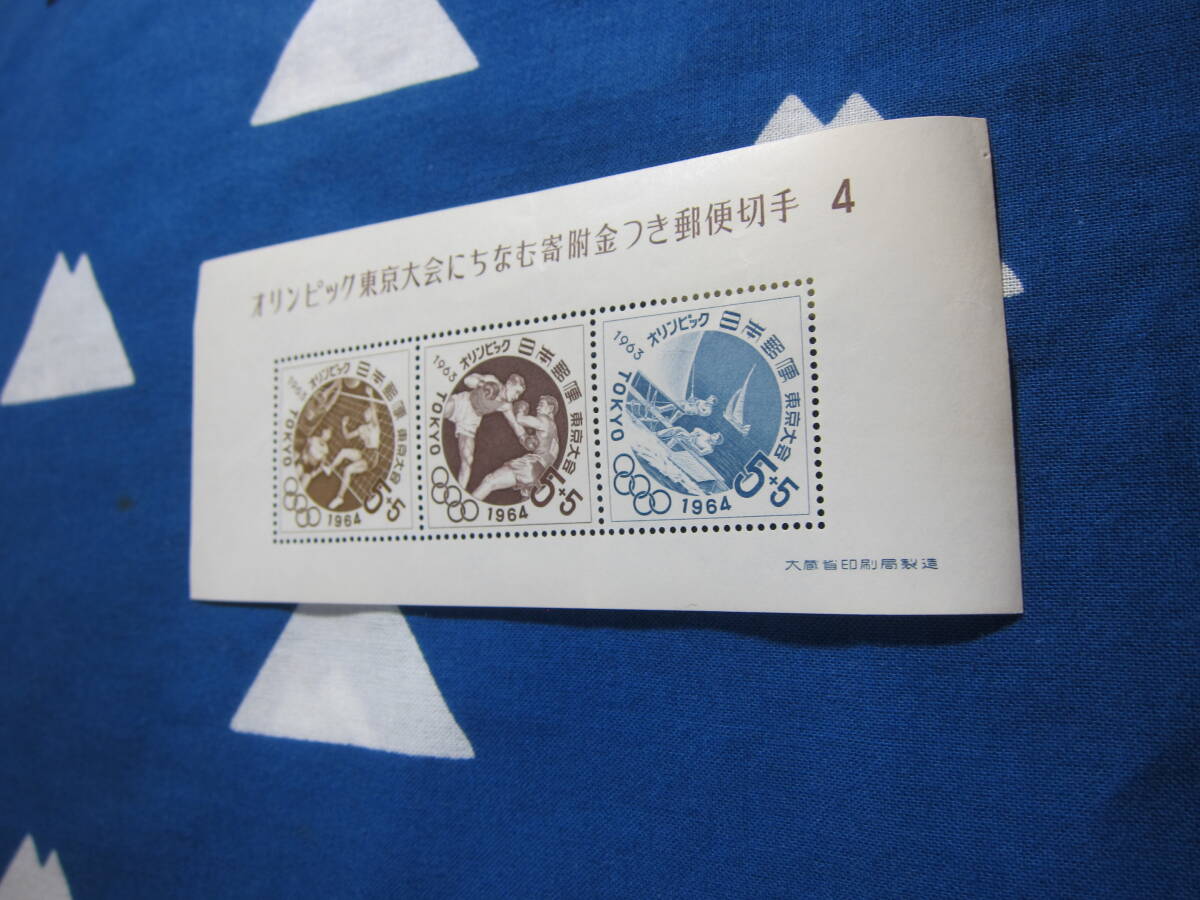 オリンピック東京大会にちなむ寄附金つき郵便切手 4
1963 オリンピック 日本郵便 東京大会
TOKYO 1964
5+5
1963 オリンピック 日本郵便 東京大会
TOKYO 1964
5+5
1963 オリンピック 日本郵便 東京大会
TOKYO 1964
5+5
大蔵省印刷局製造